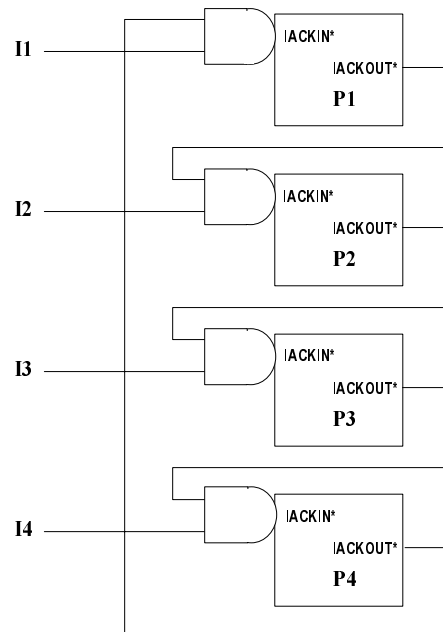 I1
IACKIN*
IACKOUT*
P1
I2
IACKIN*
IACKOUT*
P2
I3
IACKIN*
IACKOUT*
P3
I4
IACKIN*
IACKOUT*
P4